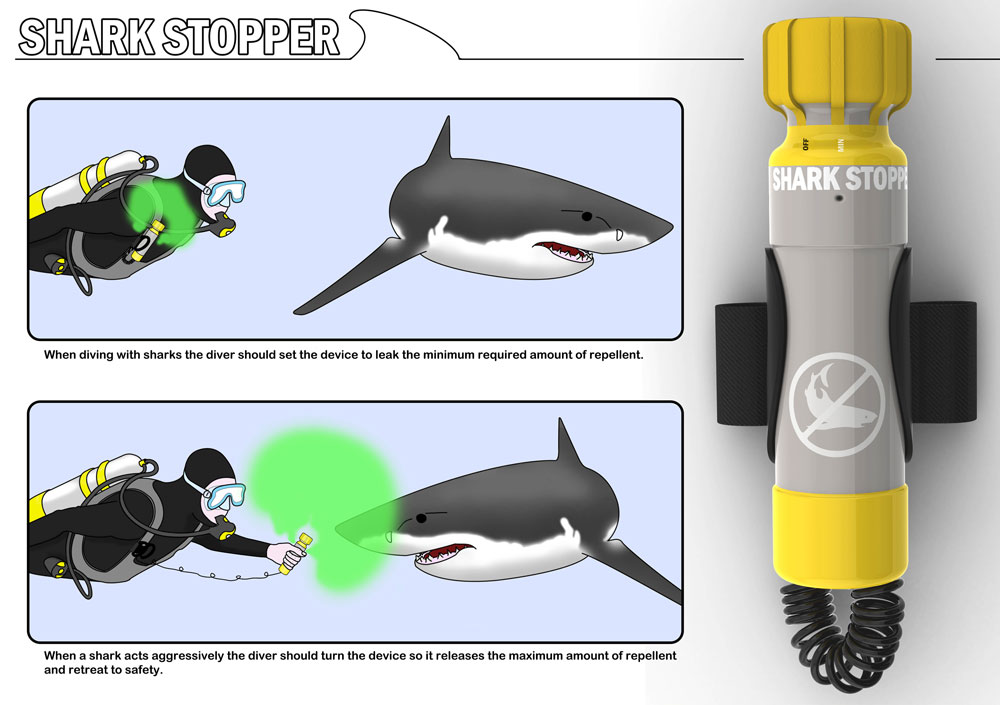 SHARK STOPPER
OFF
MIN
SHARK STOPPE
When diving with sharks the diver should set the device to leak the minimum required amount of repellent.
When a shark acts aggressively the diver should turn the device so it releases the maximum amount of repellent
and retreat to safety.